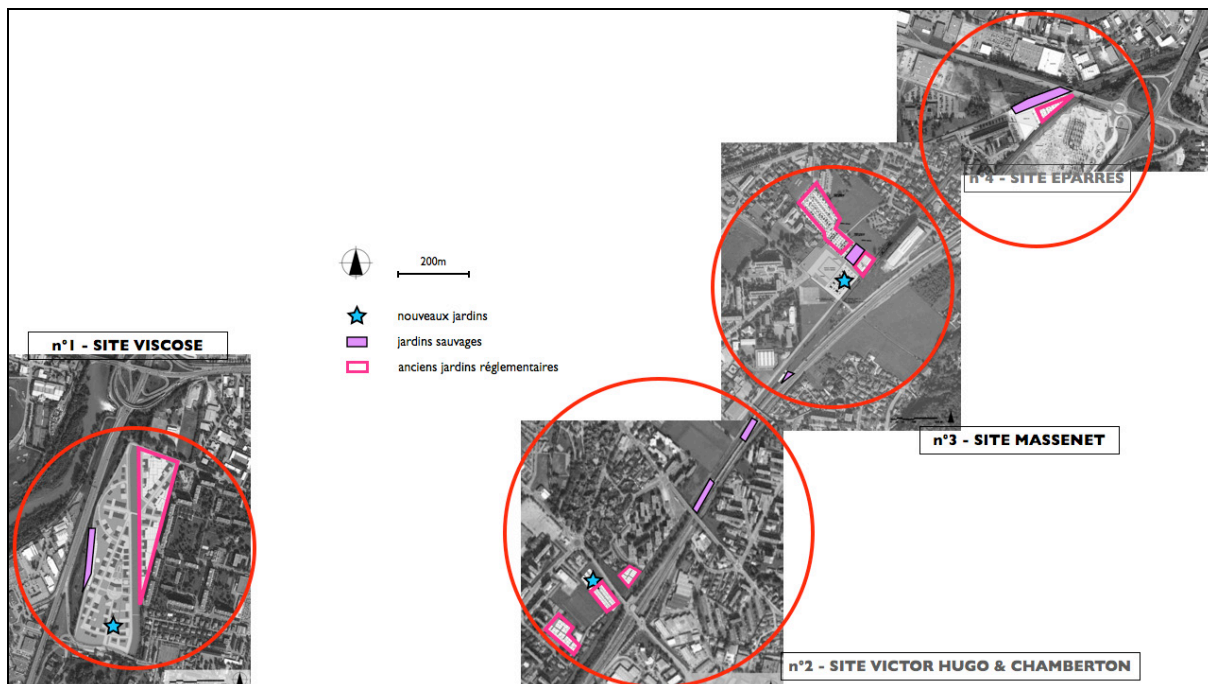 n°4 - SITE EPARRES
200m
nouveaux jardins
jardins sauvages
anciens jardins réglementaires
n°1 - SITE VISCOSE
n°3 - SITE MASSENET
n°2 - SITE VICTOR HUGO & CHAMBERTON